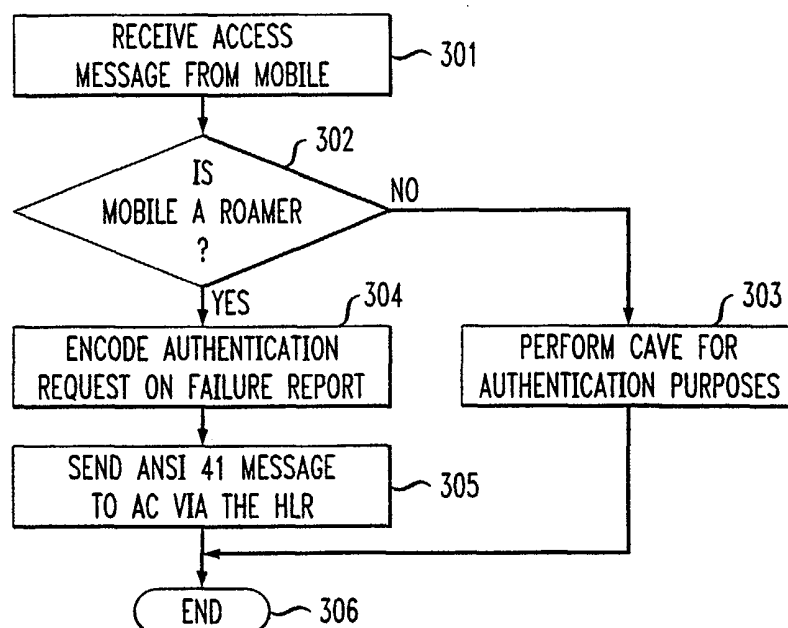 RECEIVE ACCESS
MESSAGE FROM MOBILE
301
302
IS
MOBILE A ROAMER
?
NO
YES
304
303
ENCODE AUTHENTICATION
REQUEST ON FAILURE REPORT
PERFORM CAVE FOR
AUTHENTICATION PURPOSES
SEND ANSI 41 MESSAGE
TO AC VIA THE HLR
305
END
306